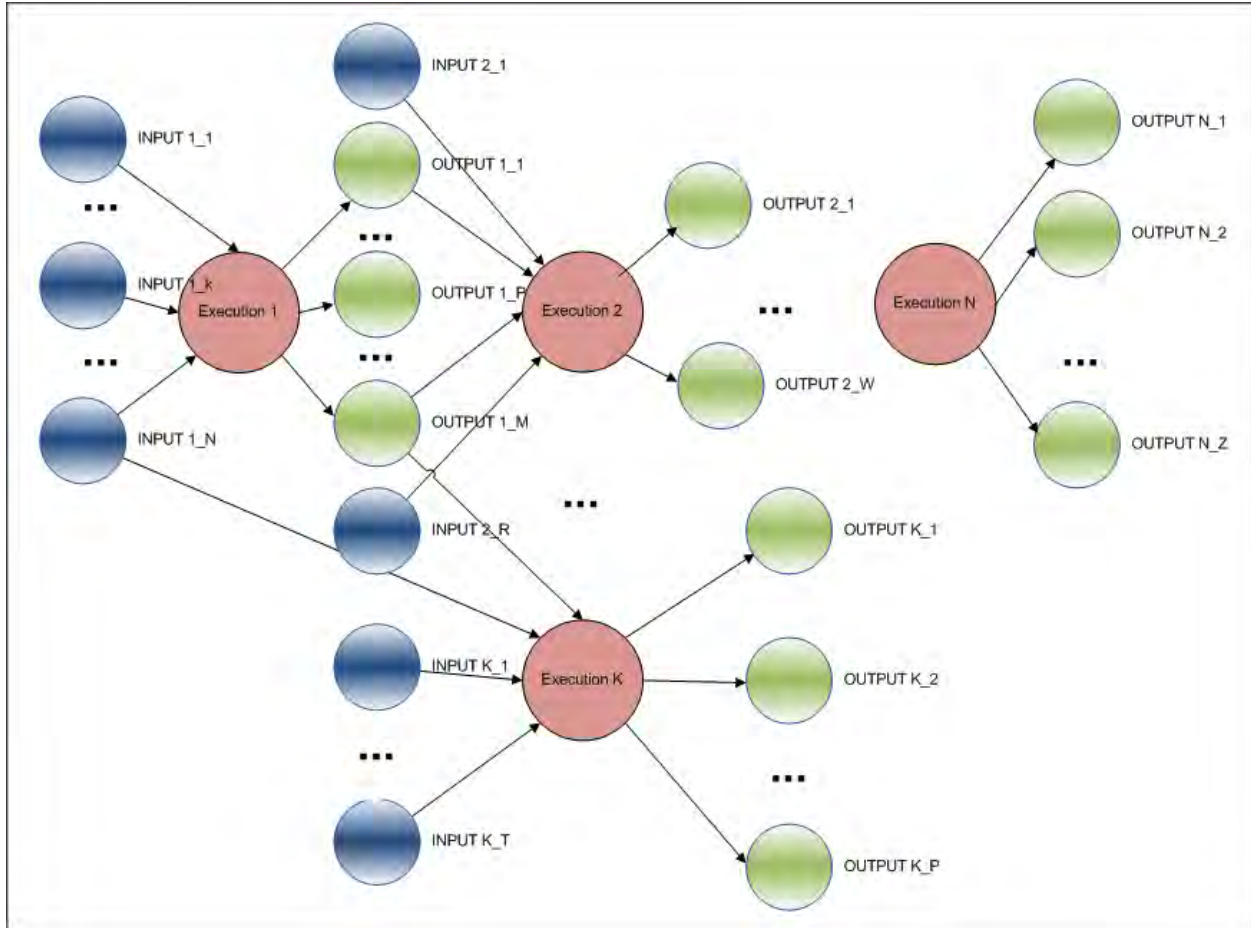 INPUT 2_1
OUTPUT N_1
INPUT 1_1
OUTPUT 1_1
OUTPUT 2_1
OUTPUT N_2
INPUT 1_k
OUTPUT 1_P
Execution 1
Execution 2
Execution N
OUTPUT 2_W
INPUT 1_N
OUTPUT 1_M
OUTPUT N_Z
INPUT 2_R
OUTPUT K_1
INPUT K_1
Execution K
OUTPUT K_2
INPUT K_T
OUTPUT K_P